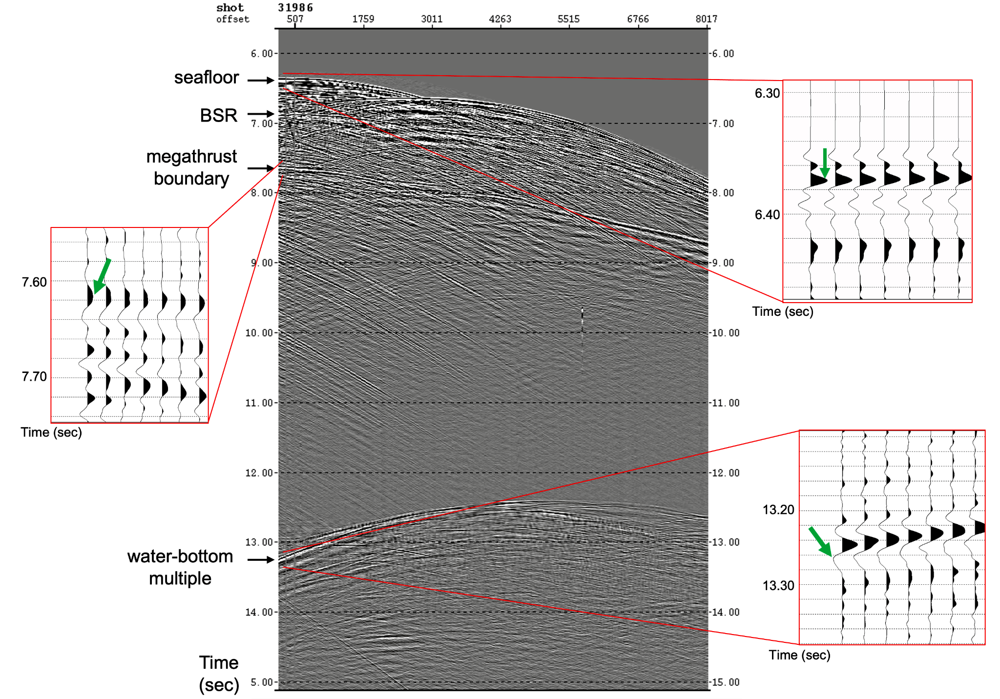 shot 31986
offset 507 1759 3011 4263 5515 6766 8017
6.00 6.00
seafloor
6.30
BSR
7.00 7.00
megathrust
boundary
8.00 8.00
6.40
9.00 9.00
7.60
Time (sec)
10.00 10.00
7.70
11.00 11.00
Time (sec)
12.00 12.00
13.20
13.00 13.00
water-bottom
multiple
13.30
14.00 14.00
Time (sec)
Time
(sec)
5.00 15.00